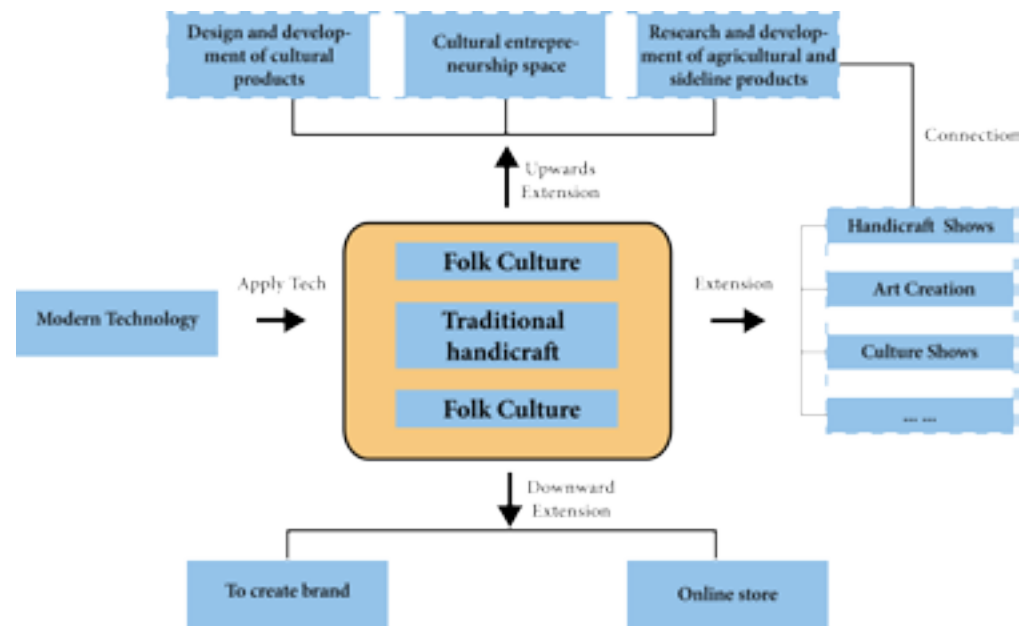 Design and develop-
ment of cultural
products
Cultural entrepre-
neurship space
Research and develop-
ment of agricultural and
sideline products
Connection
Upwards
Extension
Folk Culture
Traditional
handicraft
Folk Culture
Modern Technology
Apply Tech
Extension
Handicraft Shows
Art Creation
Culture Shows
... ...
Downward
Extension
To create brand
Online store